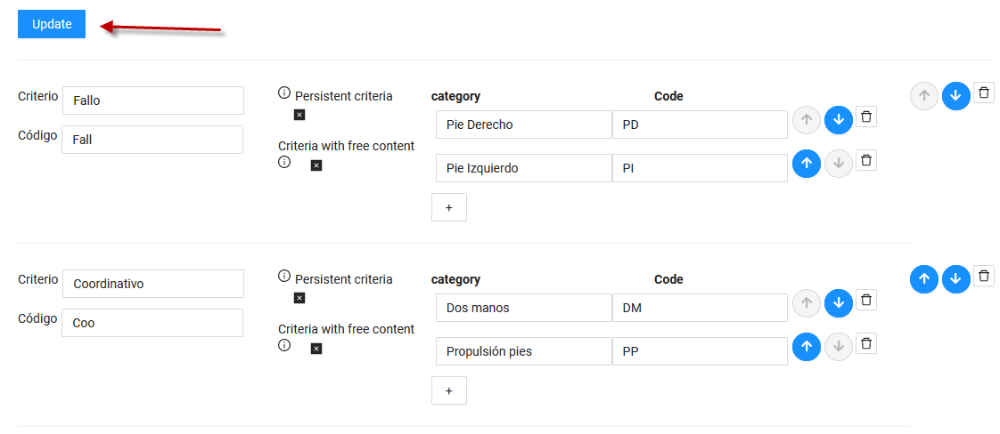 Update
Criterio Fallo
Persistent criteria
category Code
Pie Derecho PD
Código Fall
Criteria with free content
Pie Izquierdo PI
+
Criterio Coordinativo
Persistent criteria
category Code
Dos manos DM
Código Coo
Criteria with free content
Propulsión pies PP
+